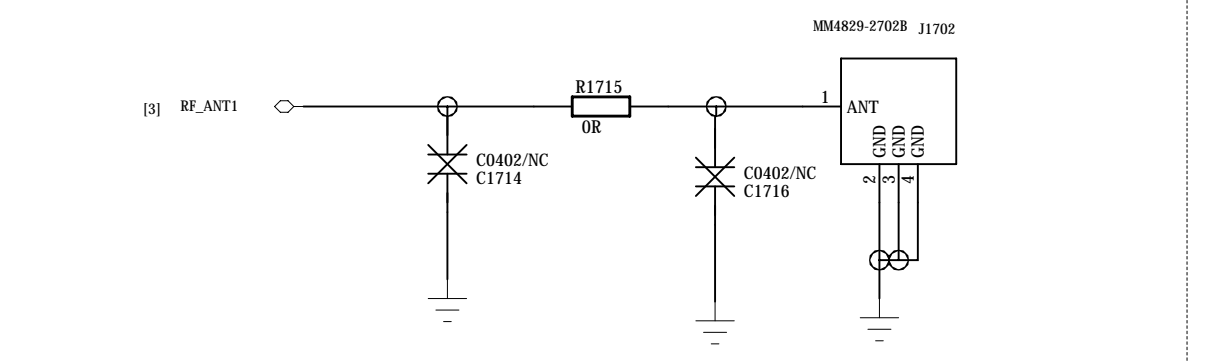 MM4829-2702B J1702
[3] RF_ANT1
R1715
0R
1
ANT
GND
GND
GND
2
3
4
C0402/NC
C1714
C0402/NC
C1716